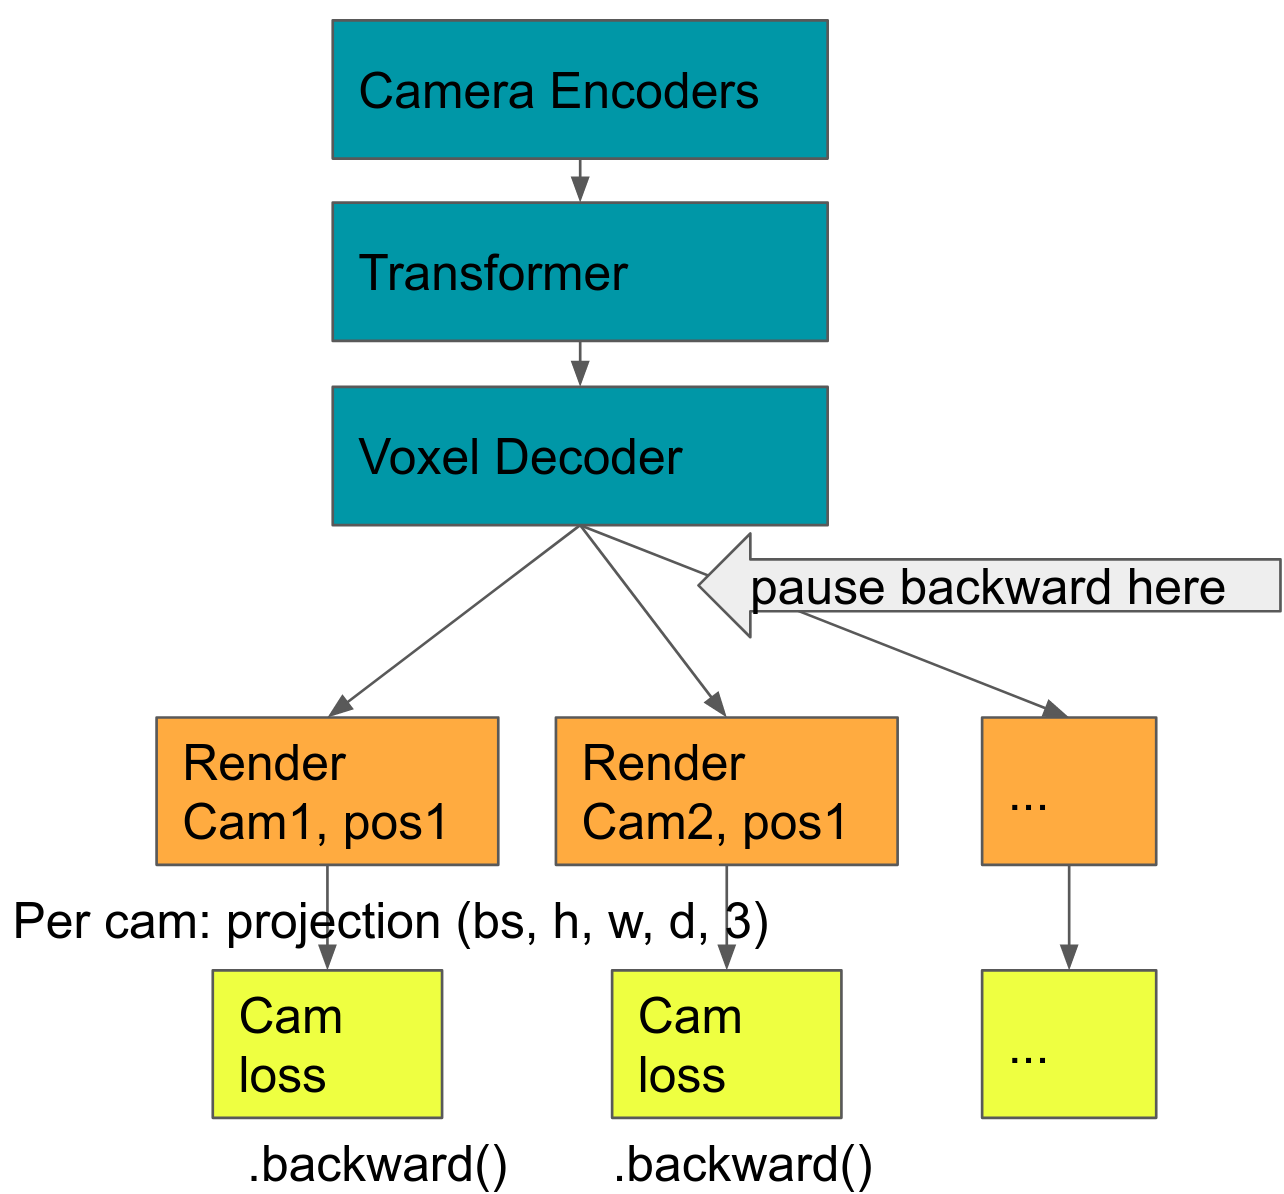 Camera Encoders
Transformer
Voxel Decoder
pause backward here
Render
Cam1, pos1
Render
Cam2, pos1
...
Per cam: projection (bs, h, w, d, 3)
Cam
loss
Cam
loss
...
.backward()
.backward()